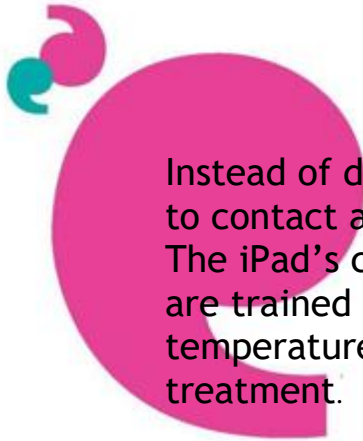 Instead of d
to contact a
The iPad's c
are trained
temperature
treatment.